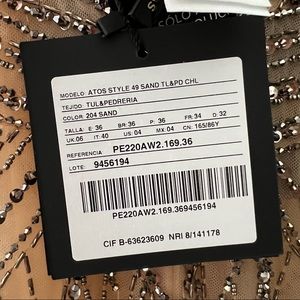 SÓLO A
MODELO: ATOS STYLE 49 SAND TL&PD CHL
TEJIDO: TUL&PEDRERIA
COLOR: 204 SAND
TALLA: E: 36 BR: 36 P: 36 FR: 34 D: 32
UK:06 IT: 40 US: 04 MX: 04 CN: 165/86Y
REFERENCIA PE220AW2.169.36
LOTE: 9456194
PE220AW2.169.369456194
CIF B-63623609 NRI 8/141178